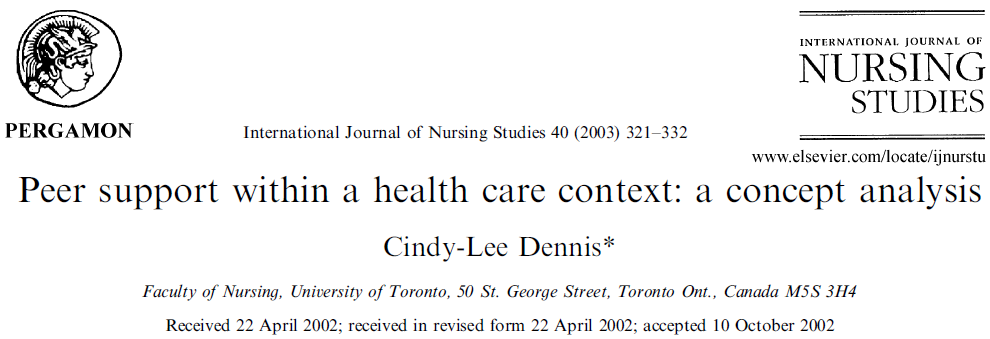 PERGAMON
International Journal of Nursing Studies 40 (2003) 321–332
INTERNATIONAL JOURNAL OF
NURSING
STUDIES
www.elsevier.com/locate/ijnurstu
Peer support within a health care context: a concept analysis
Cindy-Lee Dennis*
Faculty of Nursing, University of Toronto, 50 St. George Street, Toronto Ont., Canada M5S 3H4
Received 22 April 2002; received in revised form 22 April 2002; accepted 10 October 2002